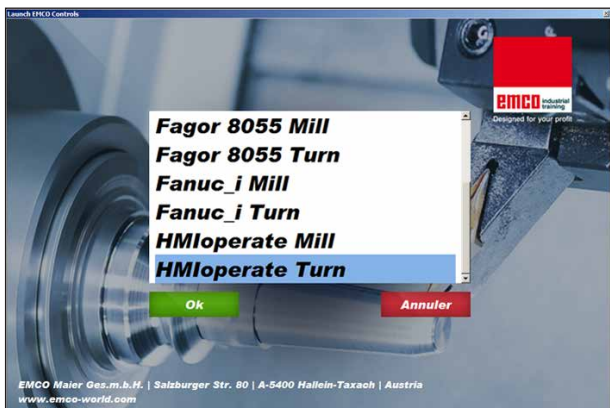 Launch EMCO Controls
emco industrial
training
Designed for your profit
Fagor 8055 Mill
Fagor 8055 Turn
Fanuc_i Mill
Fanuc_i Turn
HMIoperate Mill
HMIoperate Turn
Ok
Annuler
EMCO Maier Ges.m.b.H. | Salzburger Str. 80 | A-5400 Hallein-Taxach | Austria
www.emco-world.com